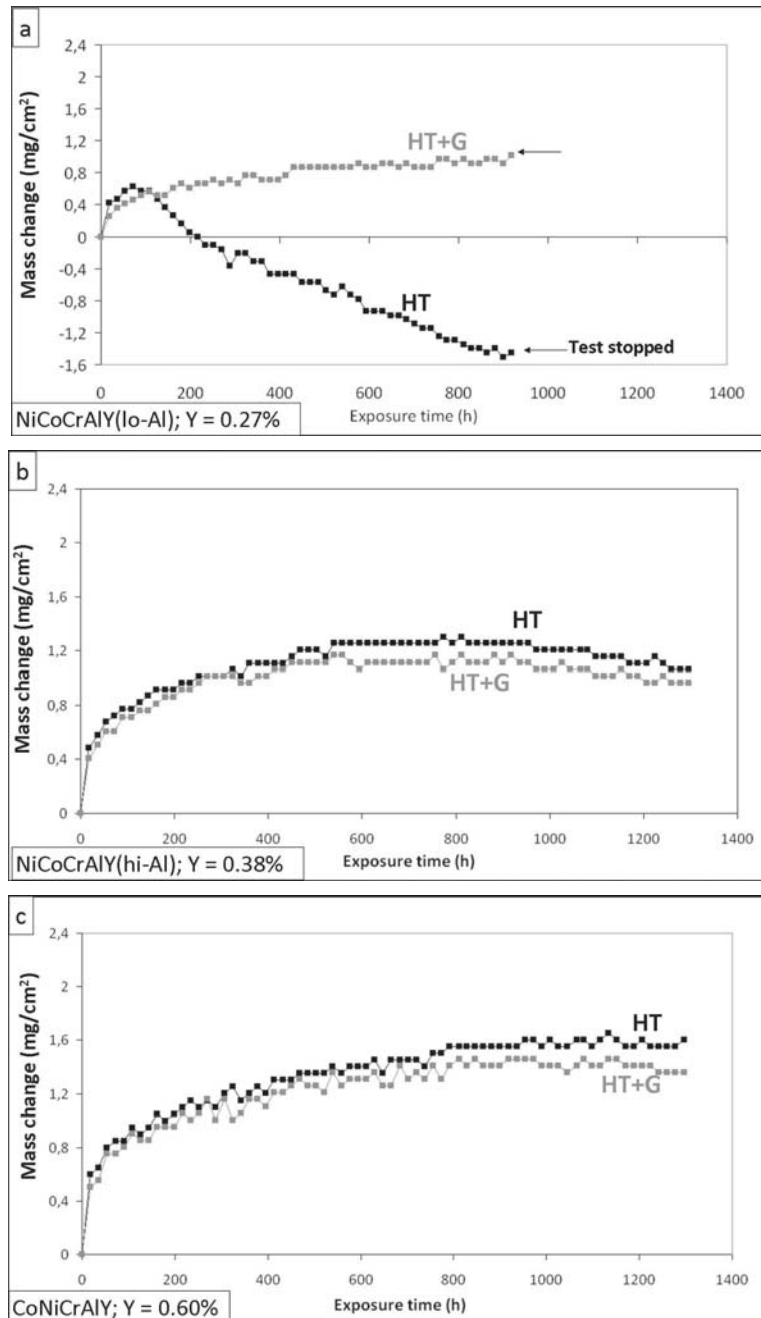 a
2,4
2
1,6
1,2
0,8
0,4
0
-0,4
-0,8
-1,2
-1,6
Mass change (mg/cm²)
HT+G
HT
Test stopped
0 200 400 600 800 1000 1200 1400
Exposure time (h)
NiCoCrAlY(lo-Al); Y = 0.27%
b
2,4
2
1,6
1,2
0,8
0,4
0
Mass change (mg/cm²)
HT
HT+G
0 200 400 600 800 1000 1200 1400
Exposure time (h)
NiCoCrAlY(hi-Al); Y = 0.38%
c
2,4
2
1,6
1,2
0,8
0,4
0
Mass change (mg/cm²)
HT
HT+G
0 200 400 600 800 1000 1200 1400
Exposure time (h)
CoNiCrAlY; Y = 0.60%